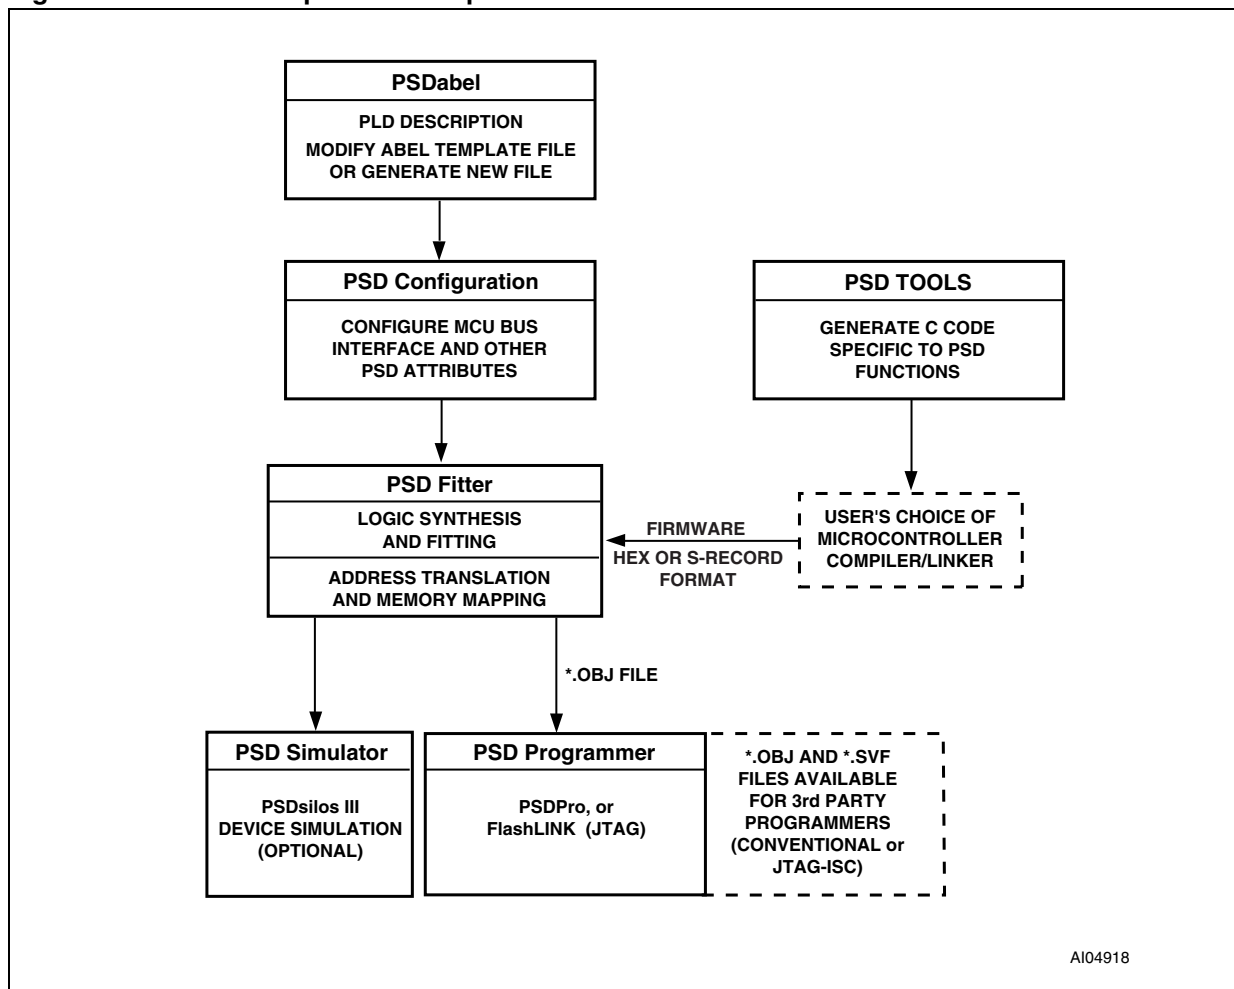 PSDabel
PLD DESCRIPTION
MODIFY ABEL TEMPLATE FILE
OR GENERATE NEW FILE
PSD Configuration
CONFIGURE MCU BUS
INTERFACE AND OTHER
PSD ATTRIBUTES
PSD TOOLS
GENERATE C CODE
SPECIFIC TO PSD
FUNCTIONS
PSD Fitter
LOGIC SYNTHESIS
AND FITTING
ADDRESS TRANSLATION
AND MEMORY MAPPING
FIRMWARE
HEX OR S-RECORD
FORMAT
USER'S CHOICE OF
MICROCONTROLLER
COMPILER/LINKER
*.OBJ FILE
PSD Simulator
PSDsilos III
DEVICE SIMULATION
(OPTIONAL)
PSD Programmer
PSDPro, or
FlashLINK (JTAG)
*.OBJ AND *.SVF
FILES AVAILABLE
FOR 3rd PARTY
PROGRAMMERS
(CONVENTIONAL or
JTAG-ISC)
AI04918